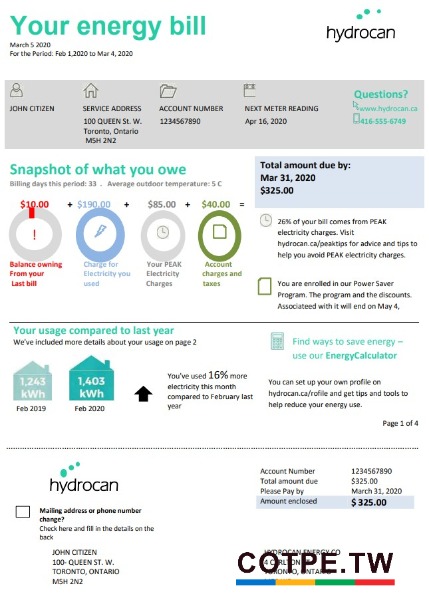 Your energy bill
March 5 2020
For the Period: Feb 1,2020 to Mar 4, 2020
hydrocan
JOHN CITIZEN
SERVICE ADDRESS
100 QUEEN St. W.
Toronto, Ontario
M5H 2N2
ACCOUNT NUMBER
1234567890
NEXT METER READING
Apr 16, 2020
Questions?
www.hydrocan.ca
416-555-6749
Snapshot of what you owe
Billing days this period: 33 . Average outdoor temperature: 5 C
$10.00 + $190.00 + $85.00 + $40.00 =
Balance owning
From your
Last bill
Charge for
Electricity you
used
Your PEAK
Electricity
Charges
Account
charges and
taxes
Total amount due by:
Mar 31, 2020
$325.00
26% of your bill comes from PEAK
electricity charges. Visit
hydrocan.ca/peaktips for advice and tips to
help you avoid PEAK electricity charges.
You are enrolled in our Power Saver
Program. The program and the discounts.
Associateed with it will end on May 4,
Your usage compared to last year
We've included more details about your usage on page 2
1,243
kWh
Feb 2019
1,403
kWh
Feb 2020
You've used 16% more
electricity this month
compared to February last
year
Find ways to save energy –
use our EnergyCalculator
You can set up your own profile on
hydrocan.ca/rofile and get tips and tools to
help reduce your energy use.
Page 1 of 4
hydrocan
Mailing address or phone number
change?
Check here and fill in the details on the
back
Account Number 1234567890
Total amount due $325.00
Please Pay by March 31, 2020
Amount enclosed $ 325.00
JOHN CITIZEN
100- QUEEN ST. W.
TORONTO, ONTARIO
M5H 2N2
HYDROCAN ENERGY CO
TORONTO, ONTARIO
COTPE.TW